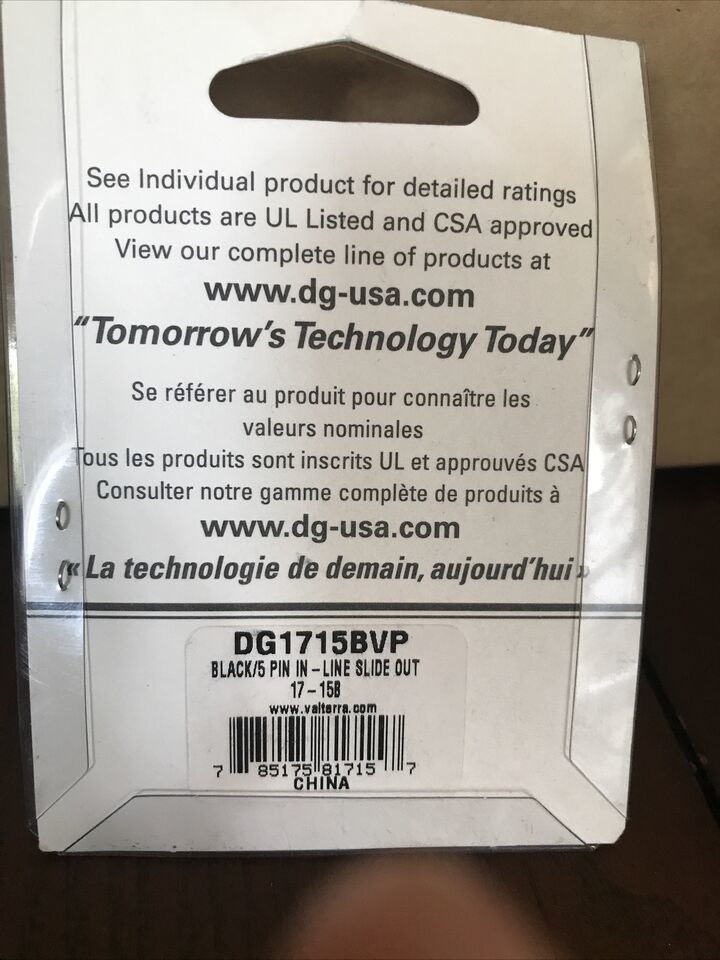 See Individual product for detailed ratings
All products are UL Listed and CSA approved
View our complete line of products at
www.dg-usa.com
“Tomorrow’s Technology Today”
Se référer au produit pour connaître les
valeurs nominales
Tous les produits sont inscrits UL et approuvés CSA
Consulter notre gamme complète de produits à
www.dg-usa.com
« La technologie de demain, aujourd’hui »
DG1715BVP
BLACK/5 PIN IN-LINE SLIDE OUT
17-15B
www.valterra.com
7 85175 81715 7
CHINA